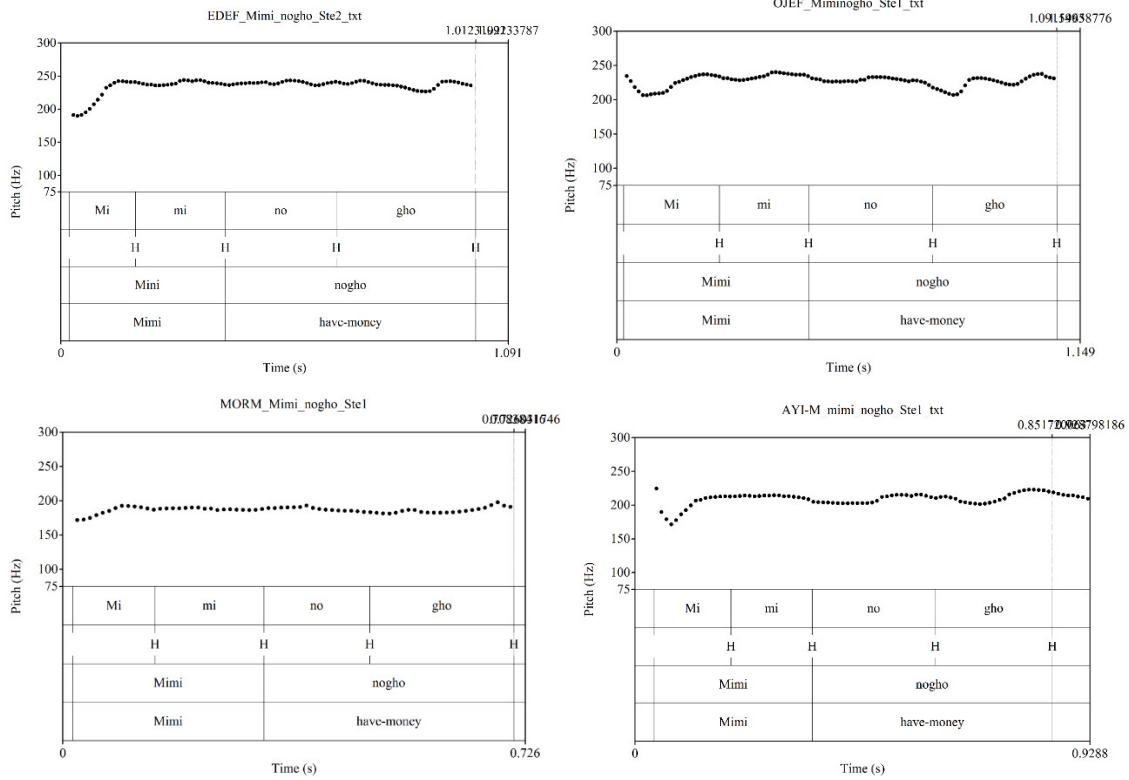 EDEF_Mimi_nogho_Ste2_txt
300
250
200
150
100
75
Pitch (Hz)
Mi mi no gho
H H H H
Mini nogho
Mimi have-money
0 1.091
Time (s)
OJEF_Miminogho_Ste1_txt
300
250
200
150
100
75
Pitch (Hz)
Mi mi no gho
H H H H
Mimi nogho
Mimi have-money
0 1.149
Time (s)
MORM_Mimi_nogho_Ste1
300
250
200
150
100
75
Pitch (Hz)
Mi mi no gho
H H H H
Mimi nogho
Mimi have-money
0 0.726
Time (s)
AYI-M mimi nogho Ste1 txt
300
250
200
150
100
75
Pitch (Hz)
Mi mi no gho
H H H H
Mimi nogho
Mimi have-money
0 0.9288
Time (s)